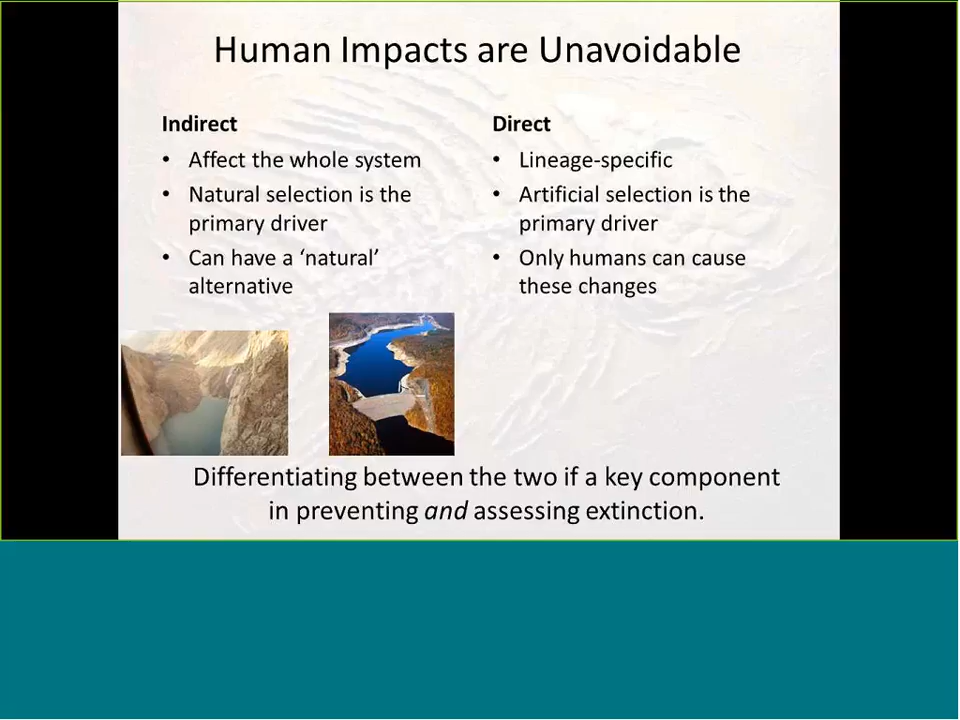 Human Impacts are Unavoidable
Indirect
• Affect the whole system
• Natural selection is the
primary driver
• Can have a ‘natural’
alternative
Direct
• Lineage-specific
• Artificial selection is the
primary driver
• Only humans can cause
these changes
Differentiating between the two if a key component
in preventing and assessing extinction.